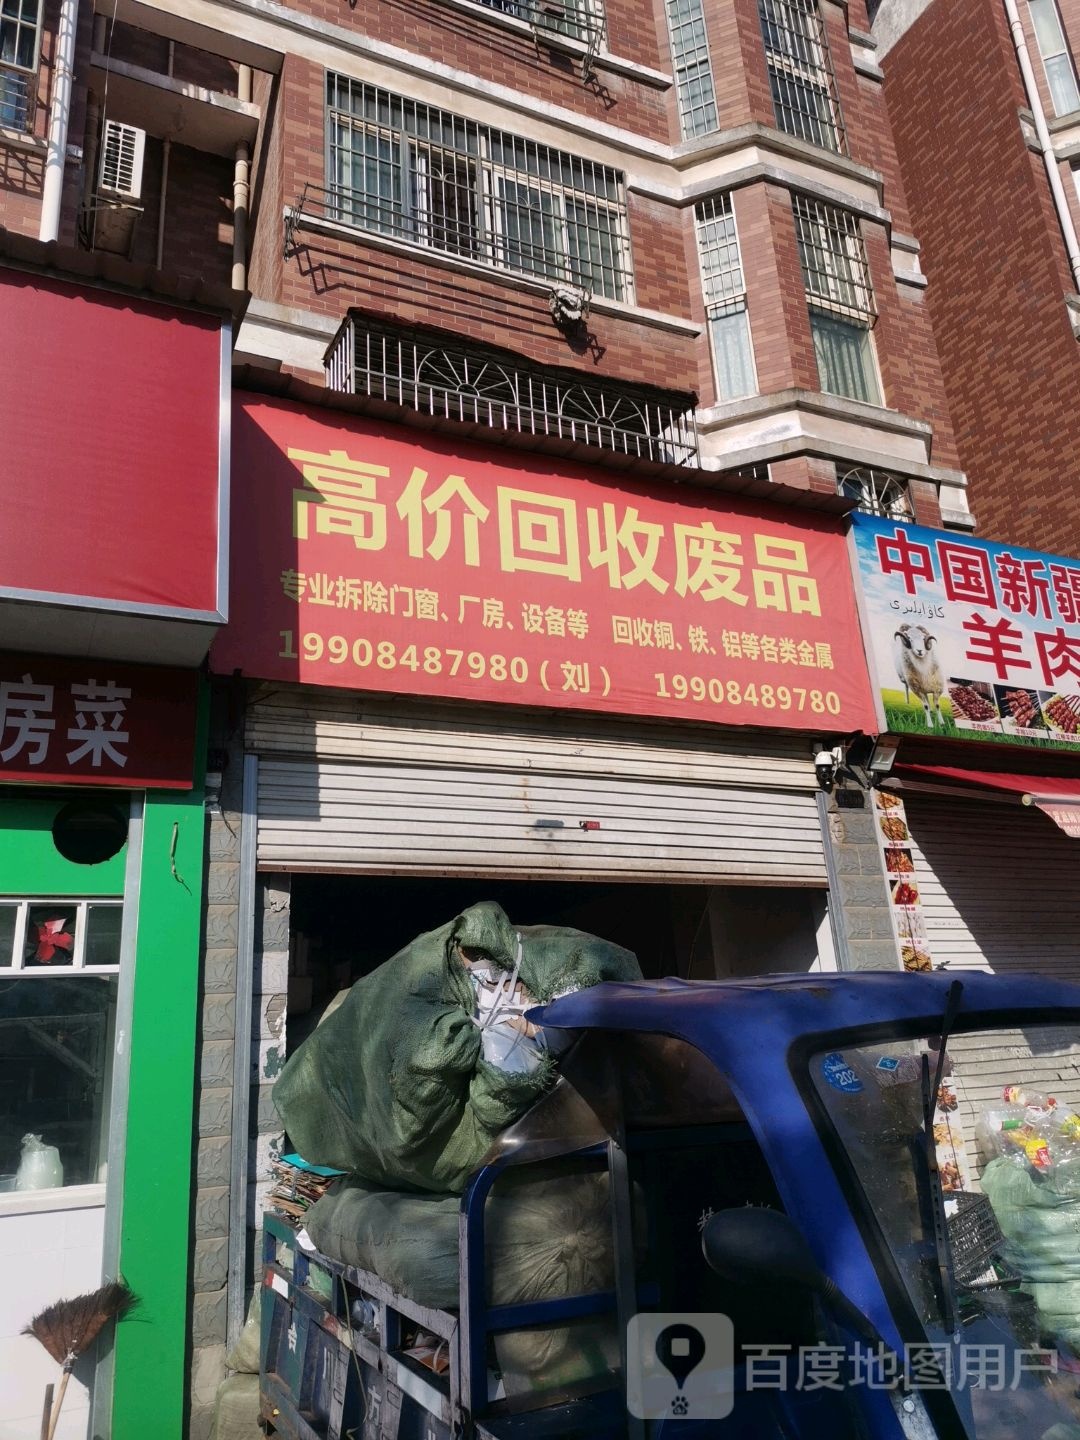 高价回收废品
专业拆除门窗、厂房、设备等 回收铜、铁、铝等各类金属
19908487980（刘） 19908489780
中国新疆
羊肉
房菜
202
百度地图用户